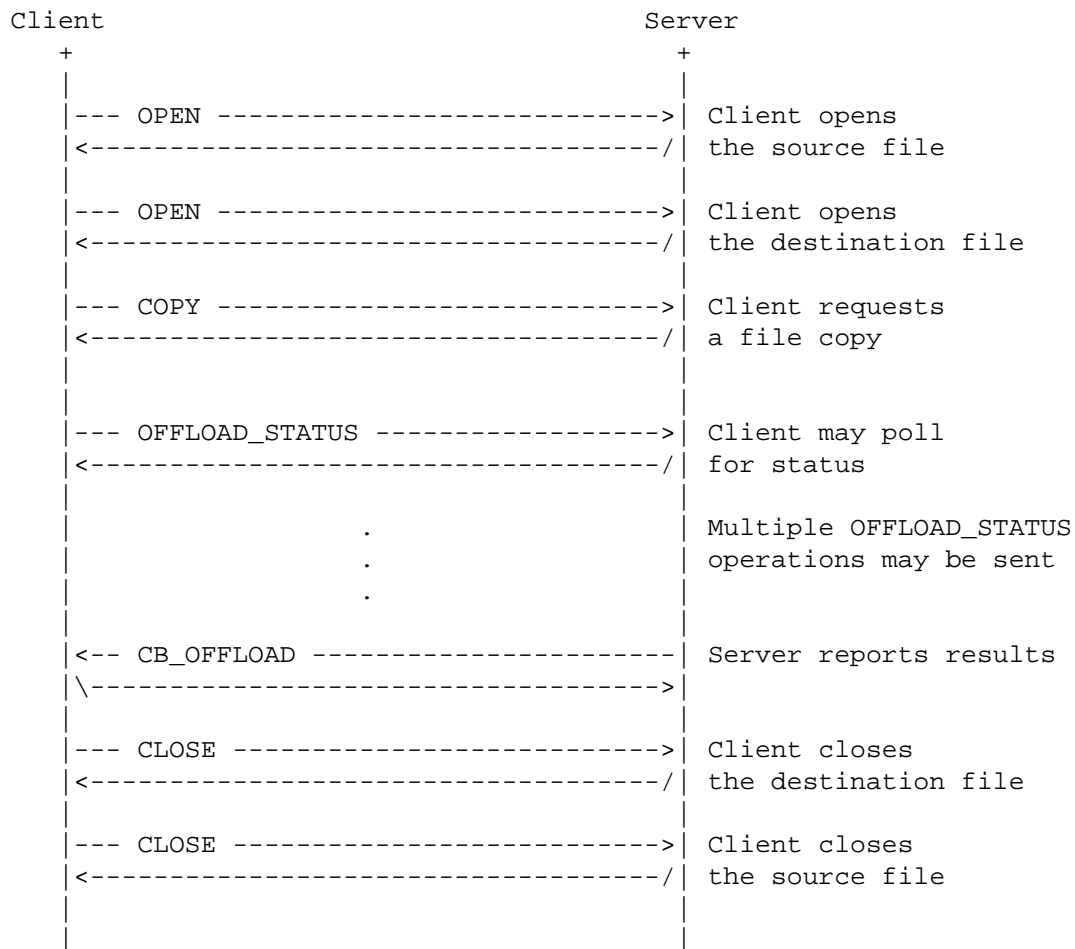 Client Server
+ +
| |
|--- OPEN ---------------------------->| Client opens
|<------------------------------------/| the source file
| |
|--- OPEN ---------------------------->| Client opens
|<------------------------------------/| the destination file
| |
|--- COPY ---------------------------->| Client requests
|<------------------------------------/| a file copy
| |
| |
|--- OFFLOAD_STATUS ------------------>| Client may poll
|<------------------------------------/| for status
| |
| . | Multiple OFFLOAD_STATUS
| . | operations may be sent
| . |
| |
|<-- CB_OFFLOAD -----------------------| Server reports results
|\------------------------------------>|
| |
|--- CLOSE --------------------------->| Client closes
|<------------------------------------/| the destination file
| |
|--- CLOSE --------------------------->| Client closes
|<------------------------------------/| the source file
| |
| |